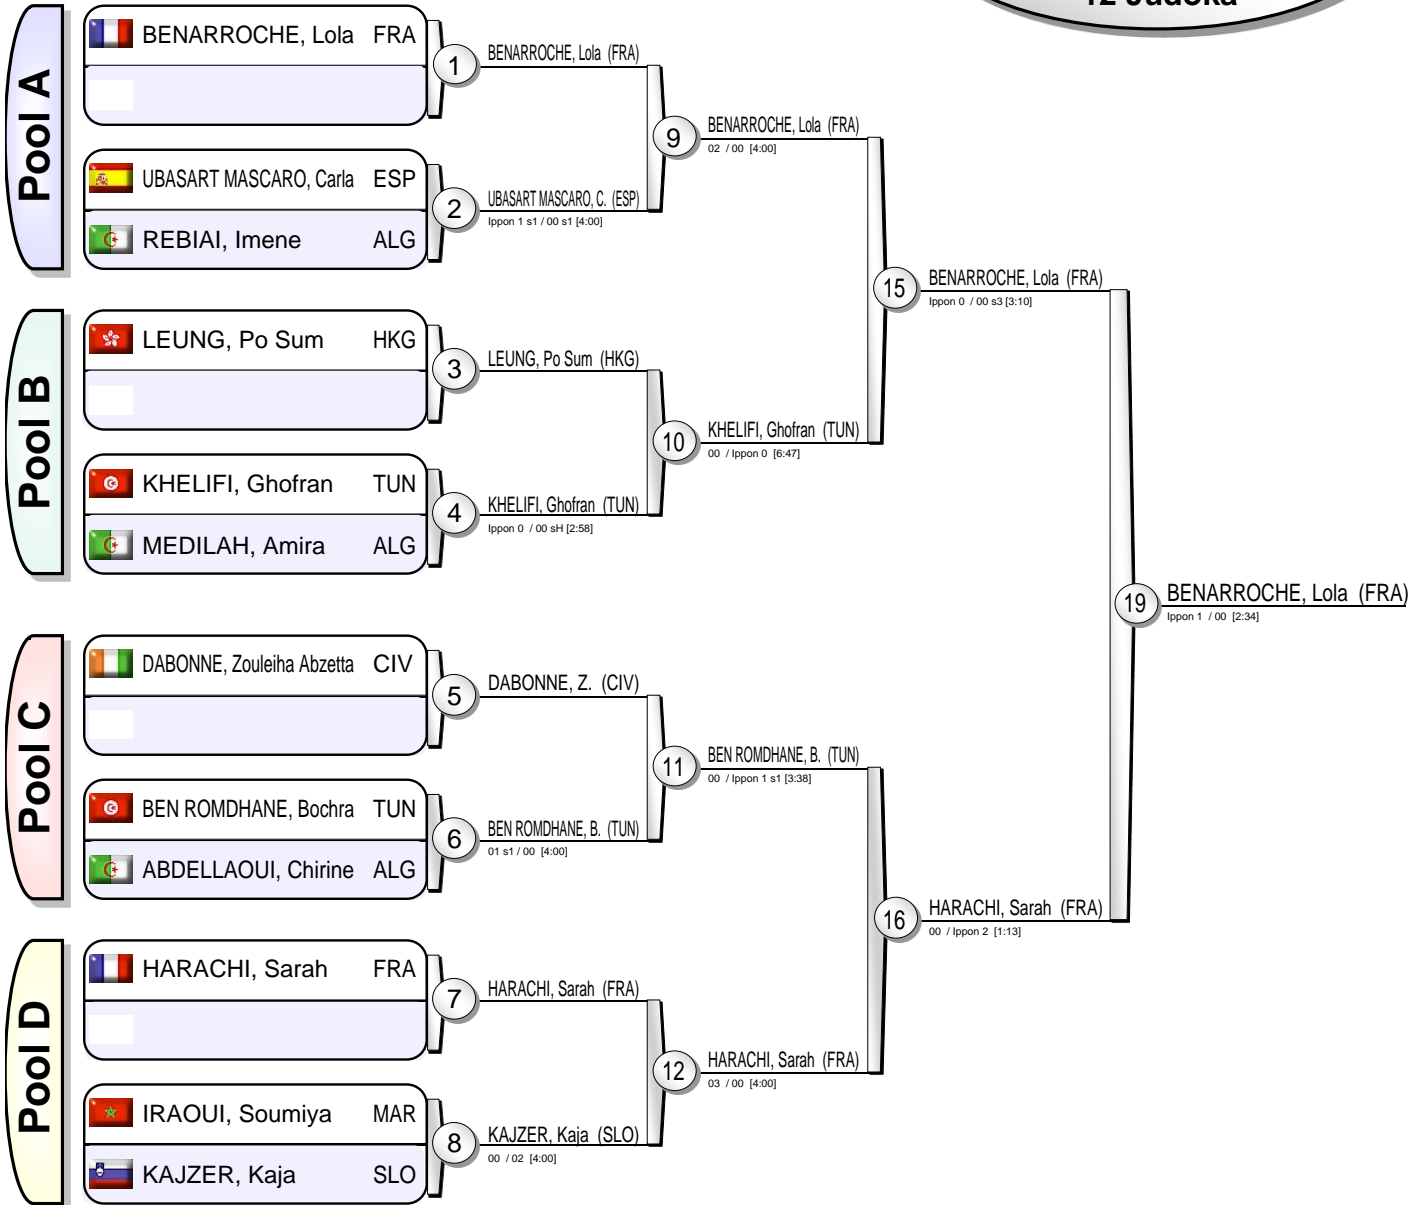 12 Judoka
Pool A
BENARROCHE, Lola FRA
UBASART MASCARO, Carla ESP
REBIAI, Imene ALG
Pool B
LEUNG, Po Sum HKG
KHELIFI, Ghofran TUN
MEDILAH, Amira ALG
Pool C
DABONNE, Zouleiha Abzetta CIV
BEN ROMDHANE, Bochra TUN
ABDELLAOUI, Chirine ALG
Pool D
HARACHI, Sarah FRA
IRAOUI, Soumiya MAR
KAJZER, Kaja SLO
1
BENARROCHE, Lola (FRA)
2
UBASART MASCARO, C. (ESP)
Ippon 1 s1 / 00 s1 [4:00]
3
LEUNG, Po Sum (HKG)
4
KHELIFI, Ghofran (TUN)
Ippon 0 / 00 sH [2:58]
5
DABONNE, Z. (CIV)
6
BEN ROMDHANE, B. (TUN)
01 s1 / 00 [4:00]
7
HARACHI, Sarah (FRA)
8
KAJZER, Kaja (SLO)
00 / 02 [4:00]
9
BENARROCHE, Lola (FRA)
02 / 00 [4:00]
10
KHELIFI, Ghofran (TUN)
00 / Ippon 0 [6:47]
11
BEN ROMDHANE, B. (TUN)
00 / Ippon 1 s1 [3:38]
12
HARACHI, Sarah (FRA)
03 / 00 [4:00]
15
BENARROCHE, Lola (FRA)
Ippon 0 / 00 s3 [3:10]
16
HARACHI, Sarah (FRA)
00 / Ippon 2 [1:13]
19
BENARROCHE, Lola (FRA)
Ippon 1 / 00 [2:34]